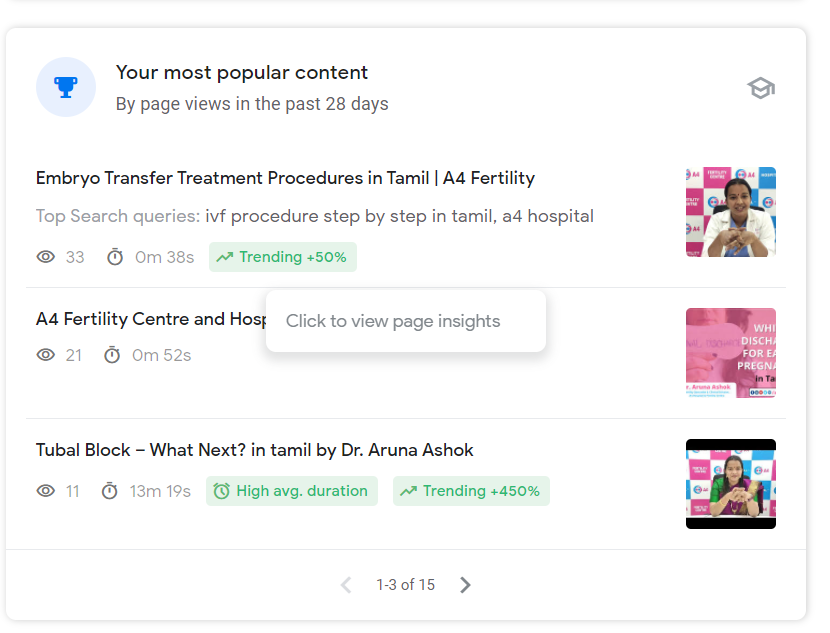 Your most popular content
By page views in the past 28 days
Embryo Transfer Treatment Procedures in Tamil | A4 Fertility
Top Search queries: ivf procedure step by step in tamil, a4 hospital
33 0m 38s Trending +50%
A4 Fertility Centre and Hosp
Click to view page insights
21 0m 52s
WHI
DISCHA
FOR EA
PREGNA
in Ta
r. Aruna Ashok
Tubal Block – What Next? in tamil by Dr. Aruna Ashok
11 13m 19s High avg. duration Trending +450%
1-3 of 15